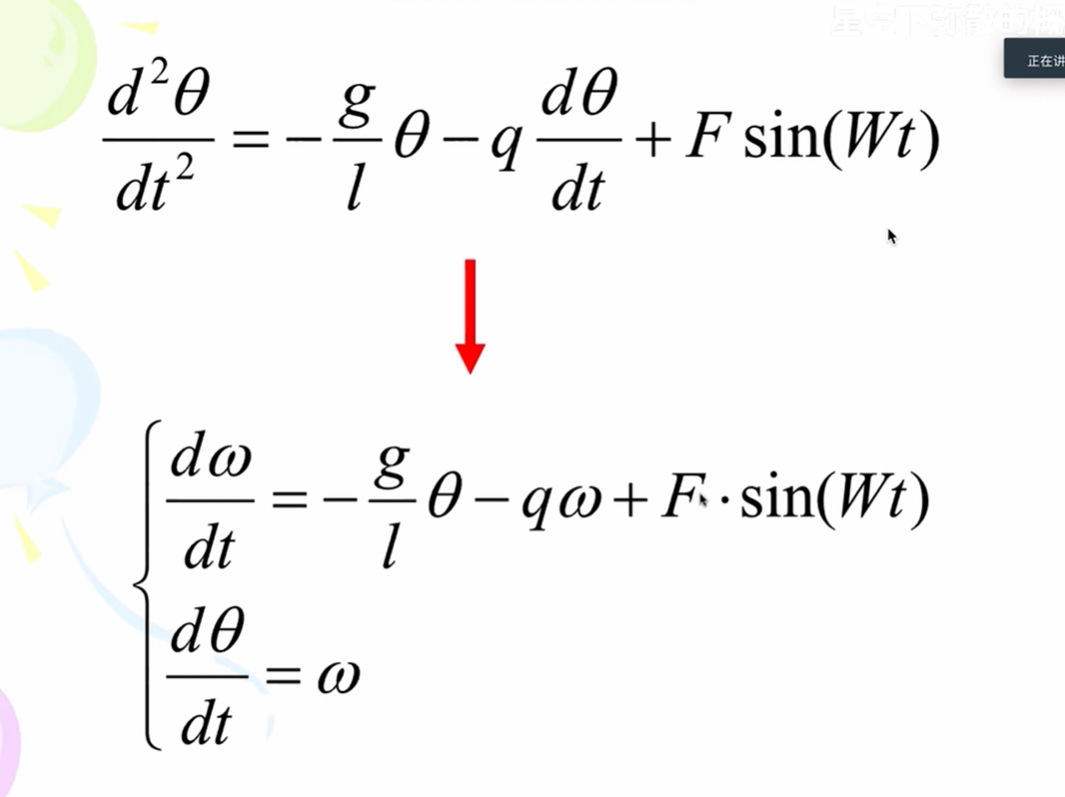 正在讲
d²θ/dt² = −(g/l)θ − q(dθ/dt) + F sin(Wt)
dω/dt = −(g/l)θ − qω + F·sin(Wt)
dθ/dt = ω